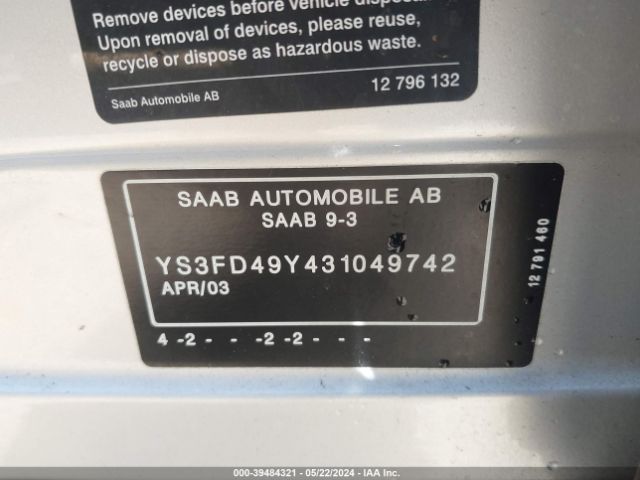 Remove devices before vehicle disposal.
Upon removal of devices, please reuse,
recycle or dispose as hazardous waste.
Saab Automobile AB 12 796 132
SAAB AUTOMOBILE AB
SAAB 9-3
YS3FD49Y431049742
APR/03
4 -2 - - -2 -2 - - -
12 791 460
000-39484321 - 05/22/2024 - IAA Inc.